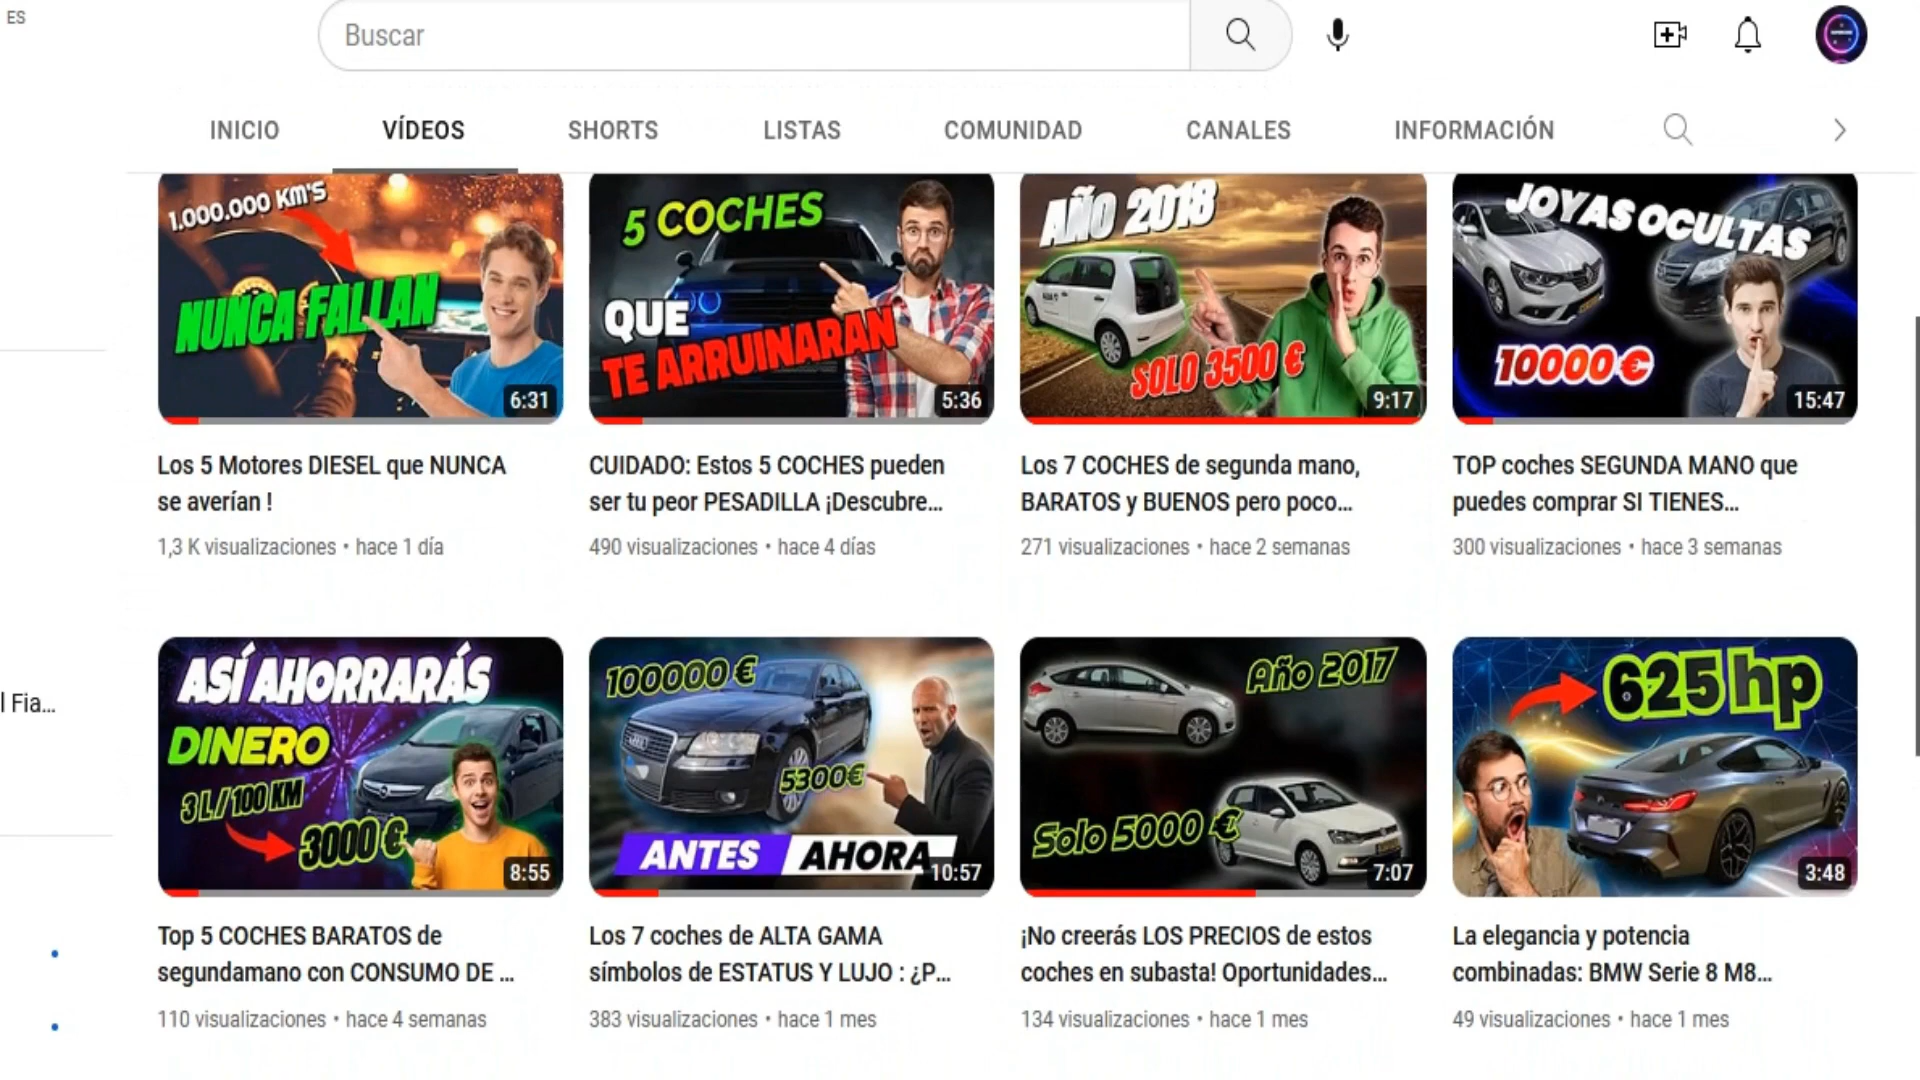 ES
Buscar
INICIO
VÍDEOS
SHORTS
LISTAS
COMUNIDAD
CANALES
INFORMACIÓN
1.000.000 KM'S
NUNCA FALLAN
6:31
5 COCHES
QUE
TE ARRUINARAN
5:36
AÑO 2018
SOLO 3500 €
9:17
JOYAS OCULTAS
10000 €
15:47
Los 5 Motores DIESEL que NUNCA
se averían !
1,3 K visualizaciones • hace 1 día
CUIDADO: Estos 5 COCHES pueden
ser tu peor PESADILLA ¡Descubre...
490 visualizaciones • hace 4 días
Los 7 COCHES de segunda mano,
BARATOS y BUENOS pero poco...
271 visualizaciones • hace 2 semanas
TOP coches SEGUNDA MANO que
puedes comprar SI TIENES...
300 visualizaciones • hace 3 semanas
l Fia...
ASÍ AHORRARÁS
DINERO
3 L / 100 KM
3000 €
8:55
100000 €
5300€
ANTES
AHORA
10:57
Año 2017
Solo 5000 €
7:07
625 hp
3:48
Top 5 COCHES BARATOS de
segundamano con CONSUMO DE ...
110 visualizaciones • hace 4 semanas
Los 7 coches de ALTA GAMA
símbolos de ESTATUS Y LUJO : ¿P...
383 visualizaciones • hace 1 mes
¡No creerás LOS PRECIOS de estos
coches en subasta! Oportunidades...
134 visualizaciones • hace 1 mes
La elegancia y potencia
combinadas: BMW Serie 8 M8...
49 visualizaciones • hace 1 mes